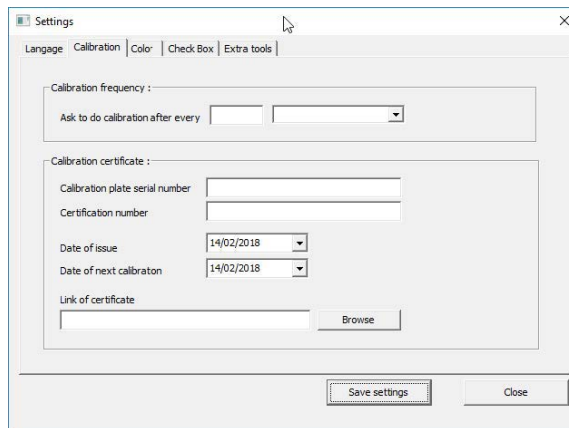 Settings
Langage Calibration Color Check Box Extra tools
Calibration frequency :
Ask to do calibration after every
Calibration certificate :
Calibration plate serial number
Certification number
Date of issue 14/02/2018
Date of next calibraton 14/02/2018
Link of certificate
Browse
Save settings Close